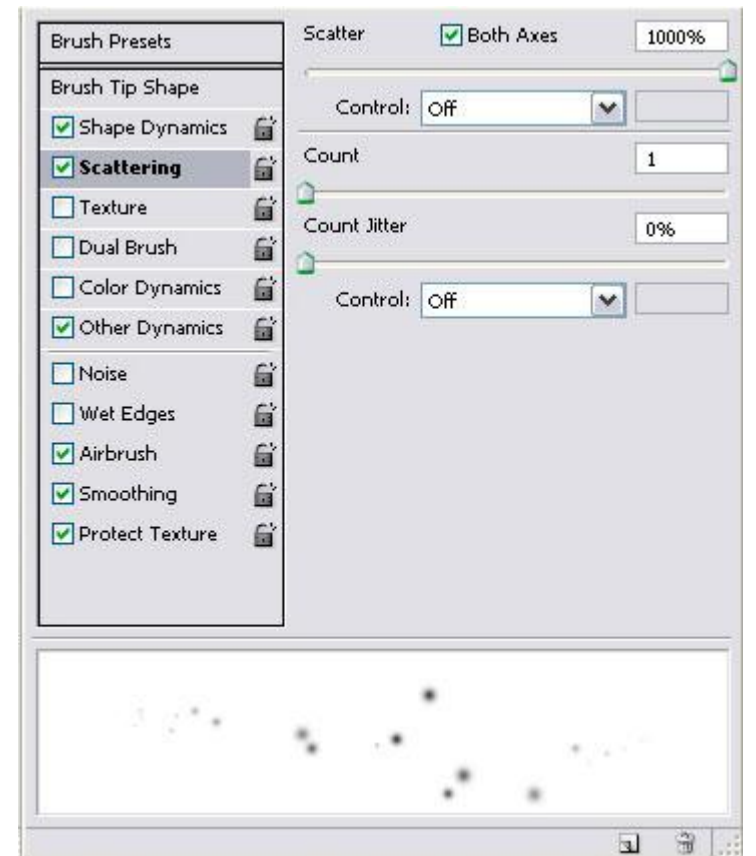 Brush Presets
Brush Tip Shape
Shape Dynamics
Scattering
Texture
Dual Brush
Color Dynamics
Other Dynamics
Noise
Wet Edges
Airbrush
Smoothing
Protect Texture
Scatter Both Axes 1000%
Control: Off
Count 1
Count Jitter 0%
Control: Off